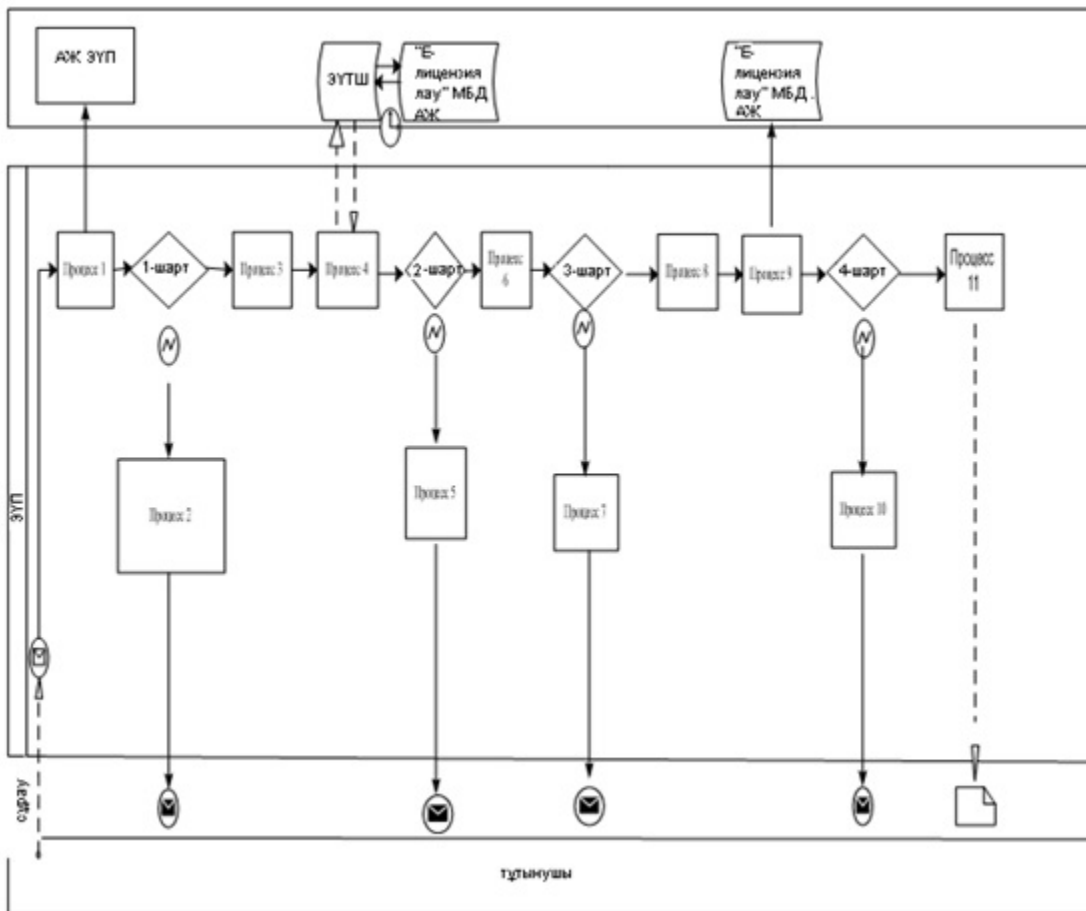 АЖ ЭҮП
ЭҮТШ
"Е-
лицензия
лау" МБД
АЖ
"Е-
лицензия
лау" МБД.
АЖ
Процесс 1
1-шарт
Процесс 3
Процесс 4
2-шарт
Процесс
6
3-шарт
Процесс 8
Процесс 9
4-шарт
Процесс
11
N
N
N
N
Процесс 2
Процесс 5
Процесс 7
Процесс 10
ЭҮП
сұрау
тұтынушы